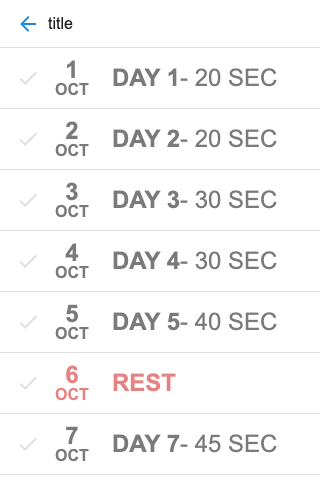 title
1
OCT
DAY 1- 20 SEC
2
OCT
DAY 2- 20 SEC
3
OCT
DAY 3- 30 SEC
4
OCT
DAY 4- 30 SEC
5
OCT
DAY 5- 40 SEC
6
OCT
REST
7
OCT
DAY 7- 45 SEC